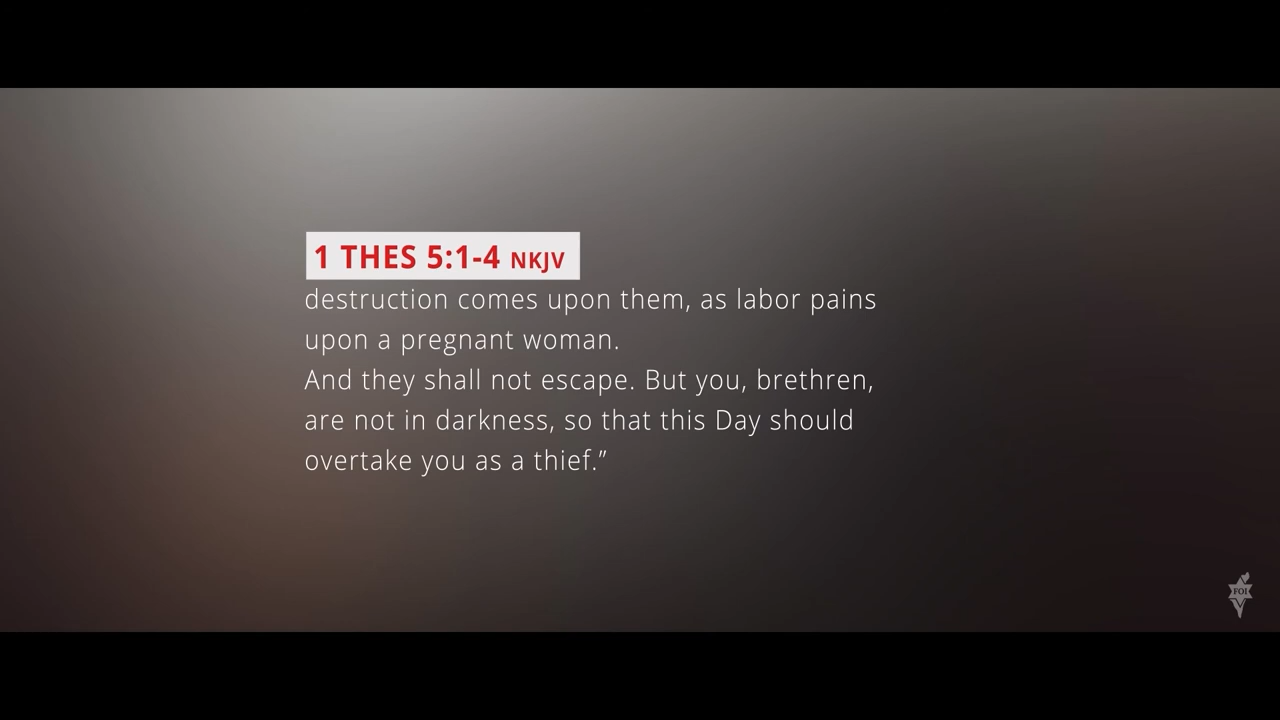 1 THES 5:1-4 NKJV
destruction comes upon them, as labor pains
upon a pregnant woman.
And they shall not escape. But you, brethren,
are not in darkness, so that this Day should
overtake you as a thief.”
FOI